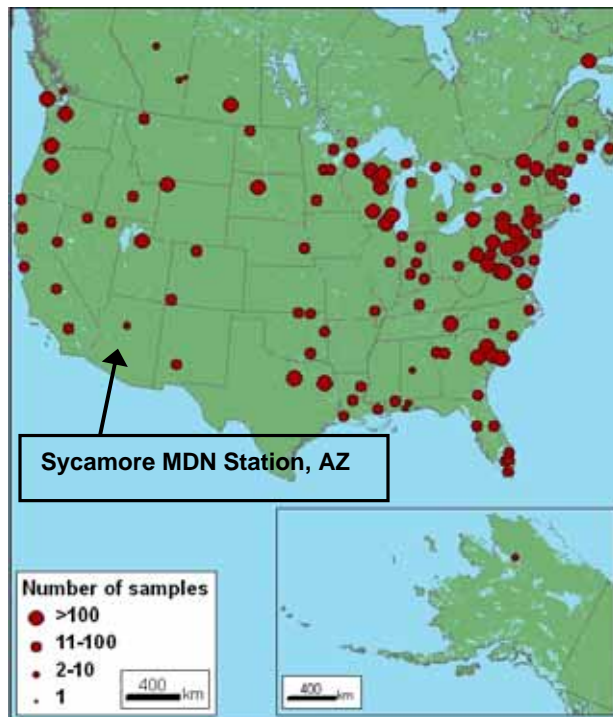 Sycamore MDN Station, AZ
Number of samples
>100
11-100
2-10
1
400
km
400
km